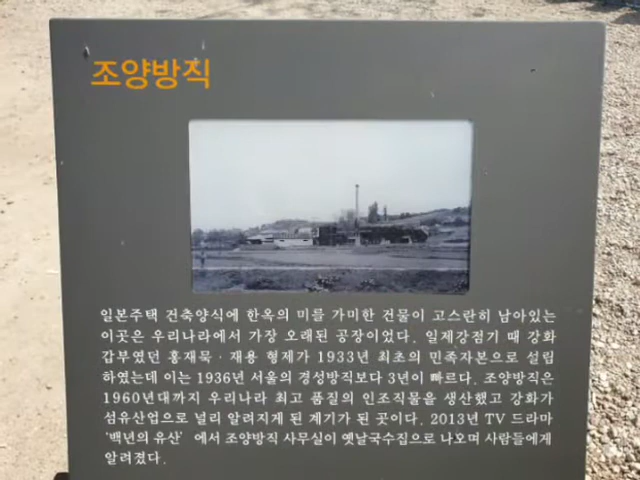 조양방직
일본주택 건축양식에 한옥의 미를 가미한 건물이 고스란히 남아있는
이곳은 우리나라에서 가장 오래된 공장이었다. 일제강점기 때 강화
갑부였던 홍재묵·재용 형제가 1933년 최초의 민족자본으로 설립
하였는데 이는 1936년 서울의 경성방직보다 3년이 빠르다. 조양방직은
1960년대까지 우리나라 최고 품질의 인조직물을 생산했고 강화가
섬유산업으로 널리 알려지게 된 계기가 된 곳이다. 2013년 TV 드라마
‘백년의 유산’ 에서 조양방직 사무실이 옛날국수집으로 나오며 사람들에게
알려졌다.